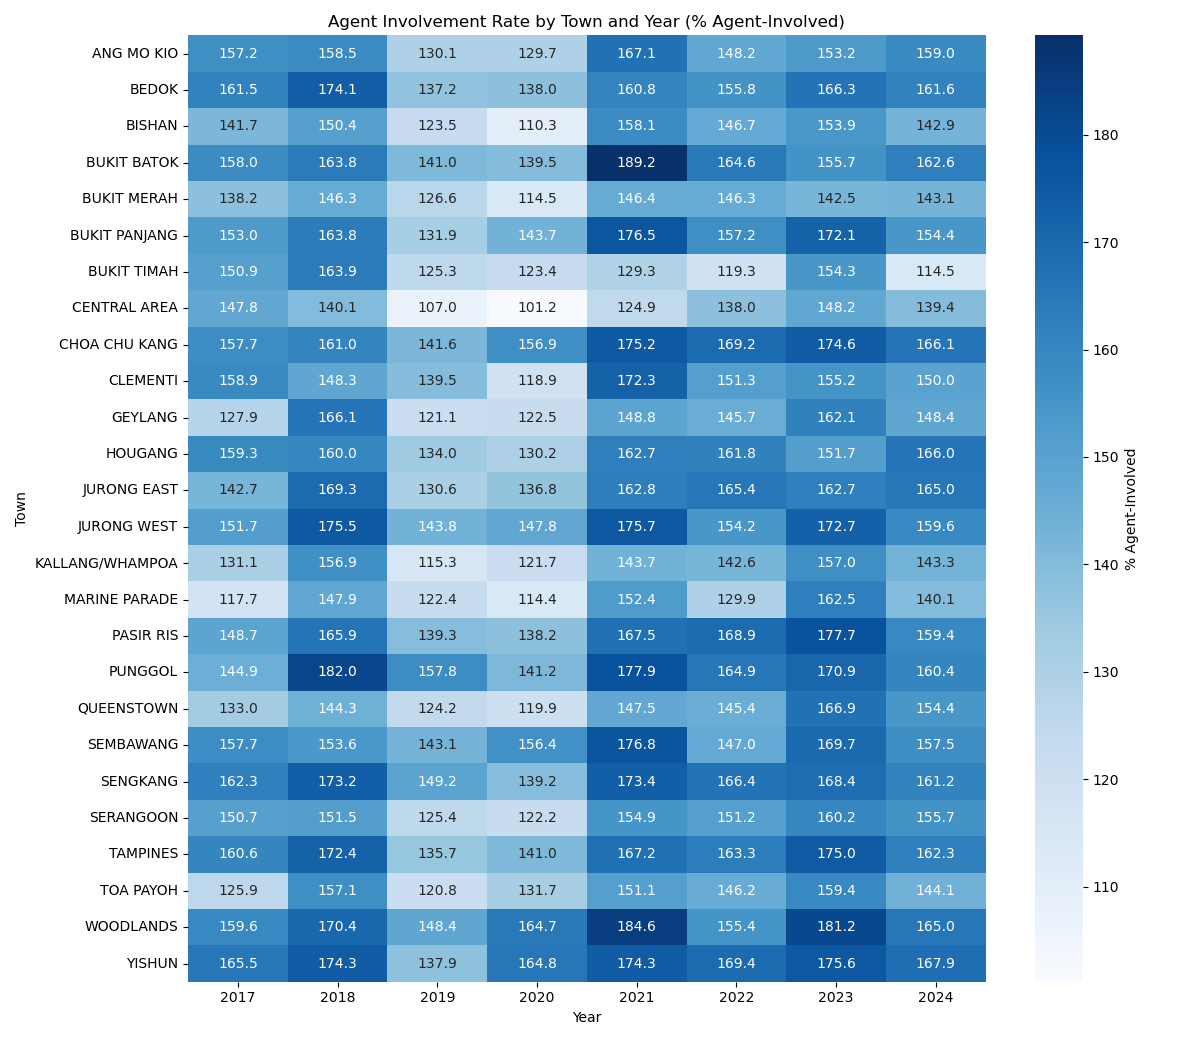 Agent Involvement Rate by Town and Year (% Agent-Involved)
ANG MO KIO 157.2 158.5 130.1 129.7 167.1 148.2 153.2 159.0
BEDOK 161.5 174.1 137.2 138.0 160.8 155.8 166.3 161.6
BISHAN 141.7 150.4 123.5 110.3 158.1 146.7 153.9 142.9
BUKIT BATOK 158.0 163.8 141.0 139.5 189.2 164.6 155.7 162.6
BUKIT MERAH 138.2 146.3 126.6 114.5 146.4 146.3 142.5 143.1
BUKIT PANJANG 153.0 163.8 131.9 143.7 176.5 157.2 172.1 154.4
BUKIT TIMAH 150.9 163.9 125.3 123.4 129.3 119.3 154.3 114.5
CENTRAL AREA 147.8 140.1 107.0 101.2 124.9 138.0 148.2 139.4
CHOA CHU KANG 157.7 161.0 141.6 156.9 175.2 169.2 174.6 166.1
CLEMENTI 158.9 148.3 139.5 118.9 172.3 151.3 155.2 150.0
GEYLANG 127.9 166.1 121.1 122.5 148.8 145.7 162.1 148.4
HOUGANG 159.3 160.0 134.0 130.2 162.7 161.8 151.7 166.0
JURONG EAST 142.7 169.3 130.6 136.8 162.8 165.4 162.7 165.0
JURONG WEST 151.7 175.5 143.8 147.8 175.7 154.2 172.7 159.6
KALLANG/WHAMPOA 131.1 156.9 115.3 121.7 143.7 142.6 157.0 143.3
MARINE PARADE 117.7 147.9 122.4 114.4 152.4 129.9 162.5 140.1
PASIR RIS 148.7 165.9 139.3 138.2 167.5 168.9 177.7 159.4
PUNGGOL 144.9 182.0 157.8 141.2 177.9 164.9 170.9 160.4
QUEENSTOWN 133.0 144.3 124.2 119.9 147.5 145.4 166.9 154.4
SEMBAWANG 157.7 153.6 143.1 156.4 176.8 147.0 169.7 157.5
SENGKANG 162.3 173.2 149.2 139.2 173.4 166.4 168.4 161.2
SERANGOON 150.7 151.5 125.4 122.2 154.9 151.2 160.2 155.7
TAMPINES 160.6 172.4 135.7 141.0 167.2 163.3 175.0 162.3
TOA PAYOH 125.9 157.1 120.8 131.7 151.1 146.2 159.4 144.1
WOODLANDS 159.6 170.4 148.4 164.7 184.6 155.4 181.2 165.0
YISHUN 165.5 174.3 137.9 164.8 174.3 169.4 175.6 167.9
2017 2018 2019 2020 2021 2022 2023 2024
Year
Town
180
170
160
150
140
130
120
110
% Agent-Involved